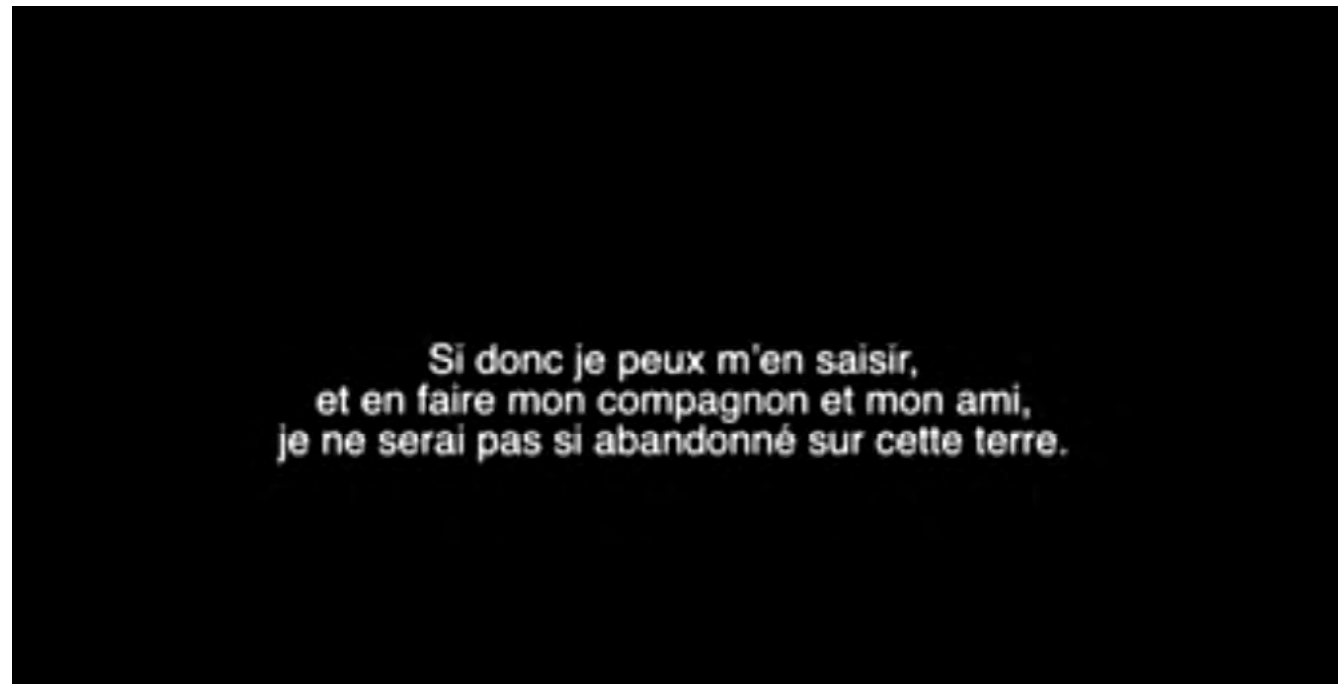 Si donc je peux m'en saisir,
et en faire mon compagnon et mon ami,
je ne serai pas si abandonné sur cette terre.